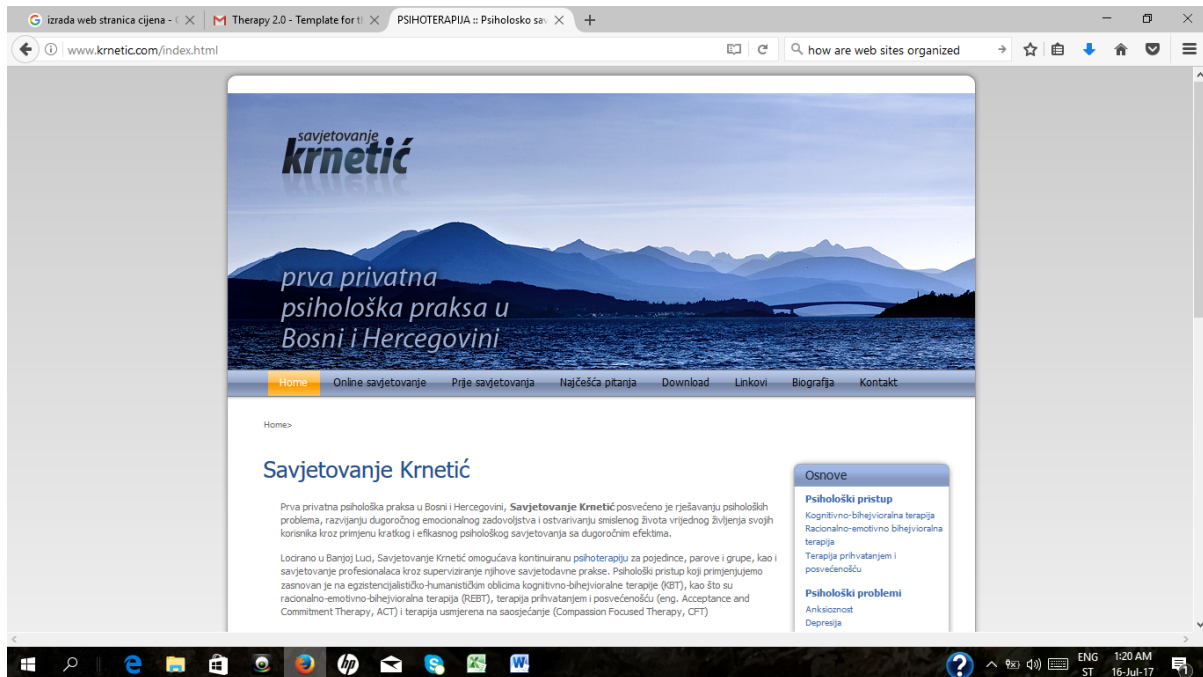 izrada web stranica cijena -
Therapy 2.0 - Template for t
PSIHOTERAPIJA :: Psiholosko sav
www.krnetic.com/index.html
how are web sites organized
savjetovanje
krnetić
prva privatna
psihološka praksa u
Bosni i Hercegovini
Home Online savjetovanje Prije savjetovanja Najčešća pitanja Download Linkovi Biografija Kontakt
Home>
Savjetovanje Krnetić
Prva privatna psihološka praksa u Bosni i Hercegovini, Savjetovanje Krnetić posvećeno je rješavanju psiholoških
problema, razvijanju dugoročnog emocionalnog zadovoljstva i ostvarivanju smislenog života vrijednog življenja svojih
korisnika kroz primjenu kratkog i efikasnog psihološkog savjetovanja sa dugoročnim efektima.
Locirano u Banjoj Luci, Savjetovanje Krnetić omogućava kontinuiranu psihoterapiju za pojedince, parove i grupe, kao i
savjetovanje profesionalaca kroz superviziranje njihove savjetodavne prakse. Psihološki pristup koji primjenjujemo
zasnovan je na egzistencijalističko-humanističkim oblicima kognitivno-bihejvioralne terapije (KBT), kao što su
racionalno-emotivno-bihejvioralna terapija (REBT), terapija prihvatanjem i posvećenošću (eng. Acceptance and
Commitment Therapy, ACT) i terapija usmjerena na saosjećanje (Compassion Focused Therapy, CFT)
Osnove
Psihološki pristup
Kognitivno-bihejvioralna terapija
Racionalno-emotivno bihejvioralna
terapija
Terapija prihvatanjem i
posvećenošću
Psihološki problemi
Anksioznost
Depresija
ENG
ST
1:20 AM
16-Jul-17